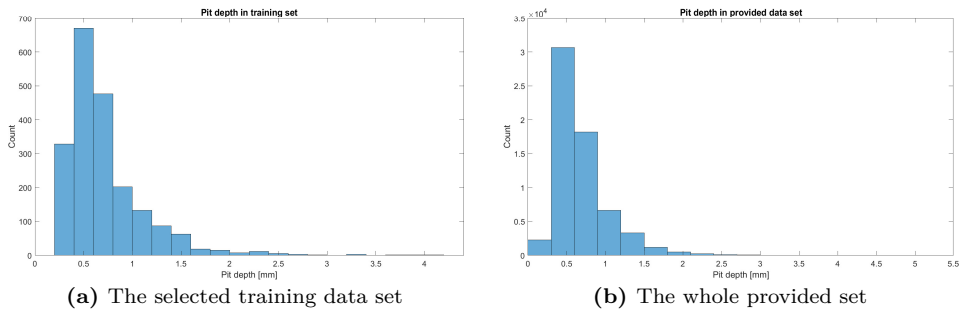 Pit depth in training set
700
600
500
400
300
200
100
0
Count
0 0.5 1 1.5 2 2.5 3 3.5 4
Pit depth [mm]
(a) The selected training data set
Pit depth in provided data set
×10⁴
3.5
3
2.5
2
1.5
1
0.5
0
Count
0 0.5 1 1.5 2 2.5 3 3.5 4 4.5 5 5.5
Pit depth [mm]
(b) The whole provided set